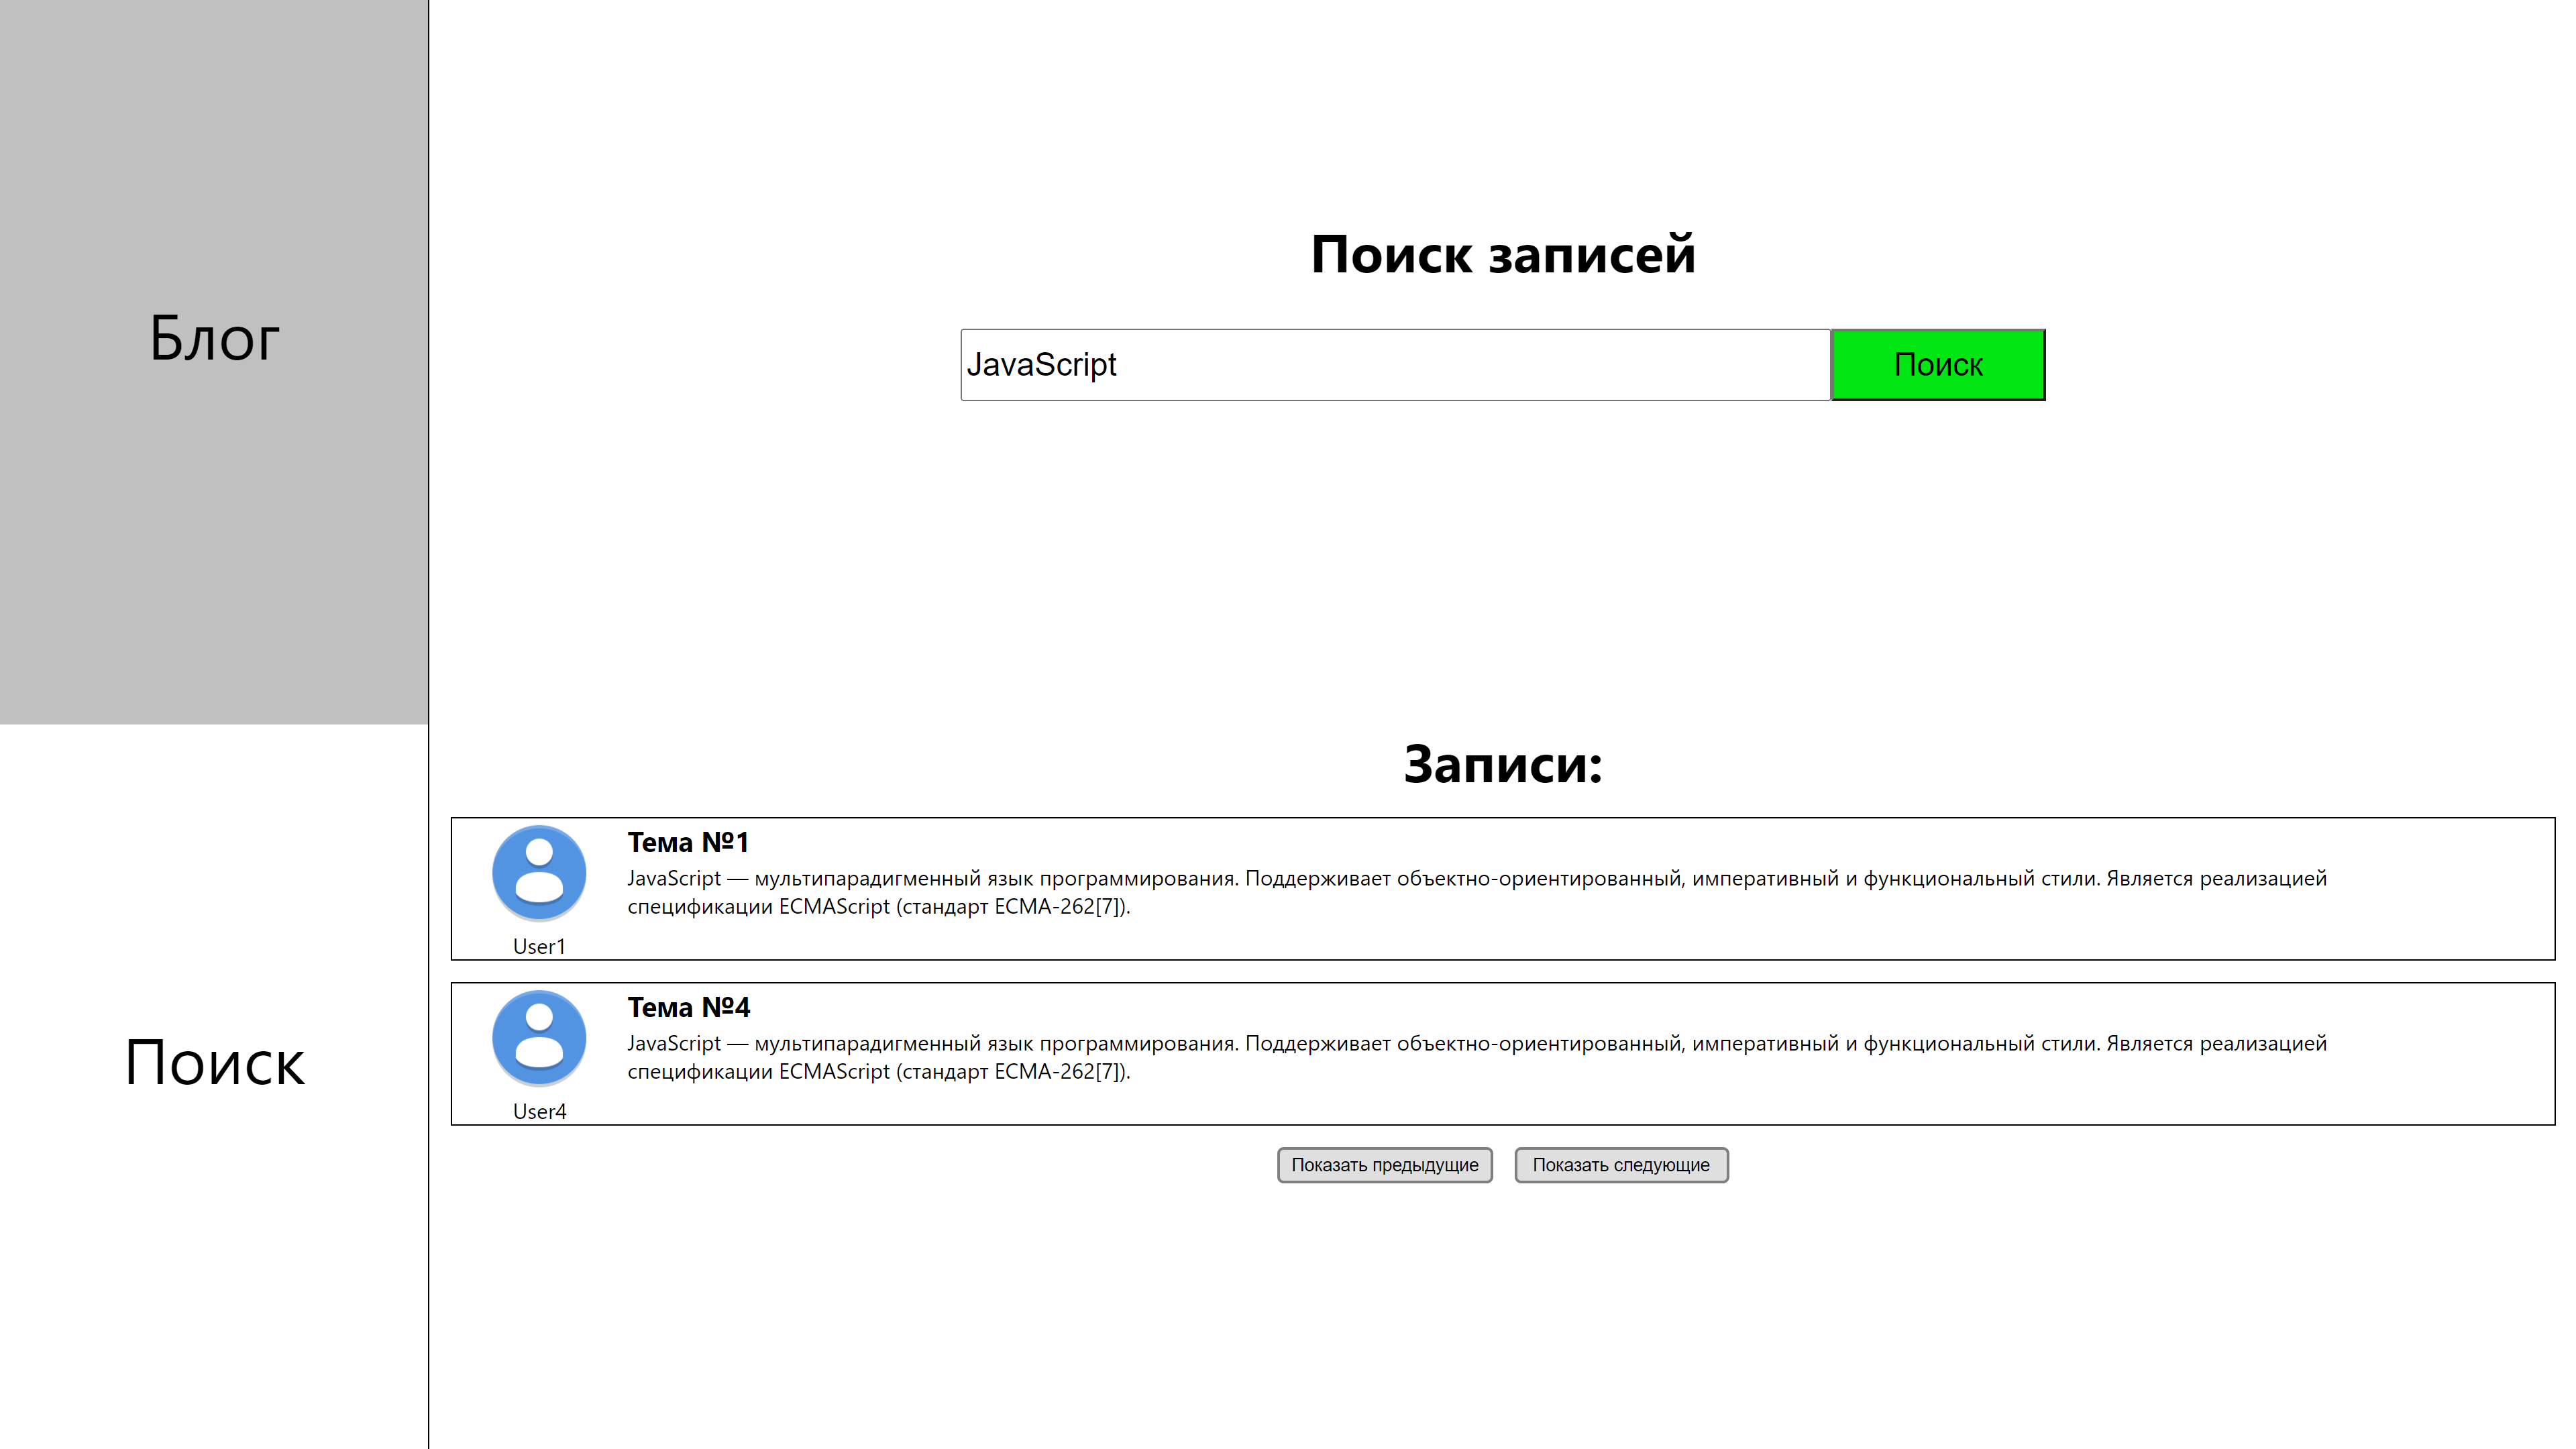 Блог
Поиск
Поиск записей
JavaScript
Поиск
Записи:
Тема №1
JavaScript — мультипарадигменный язык программирования. Поддерживает объектно-ориентированный, императивный и функциональный стили. Является реализацией
спецификации ECMAScript (стандарт ECMA-262[7]).
User1
Тема №4
JavaScript — мультипарадигменный язык программирования. Поддерживает объектно-ориентированный, императивный и функциональный стили. Является реализацией
спецификации ECMAScript (стандарт ECMA-262[7]).
User4
Показать предыдущие
Показать следующие